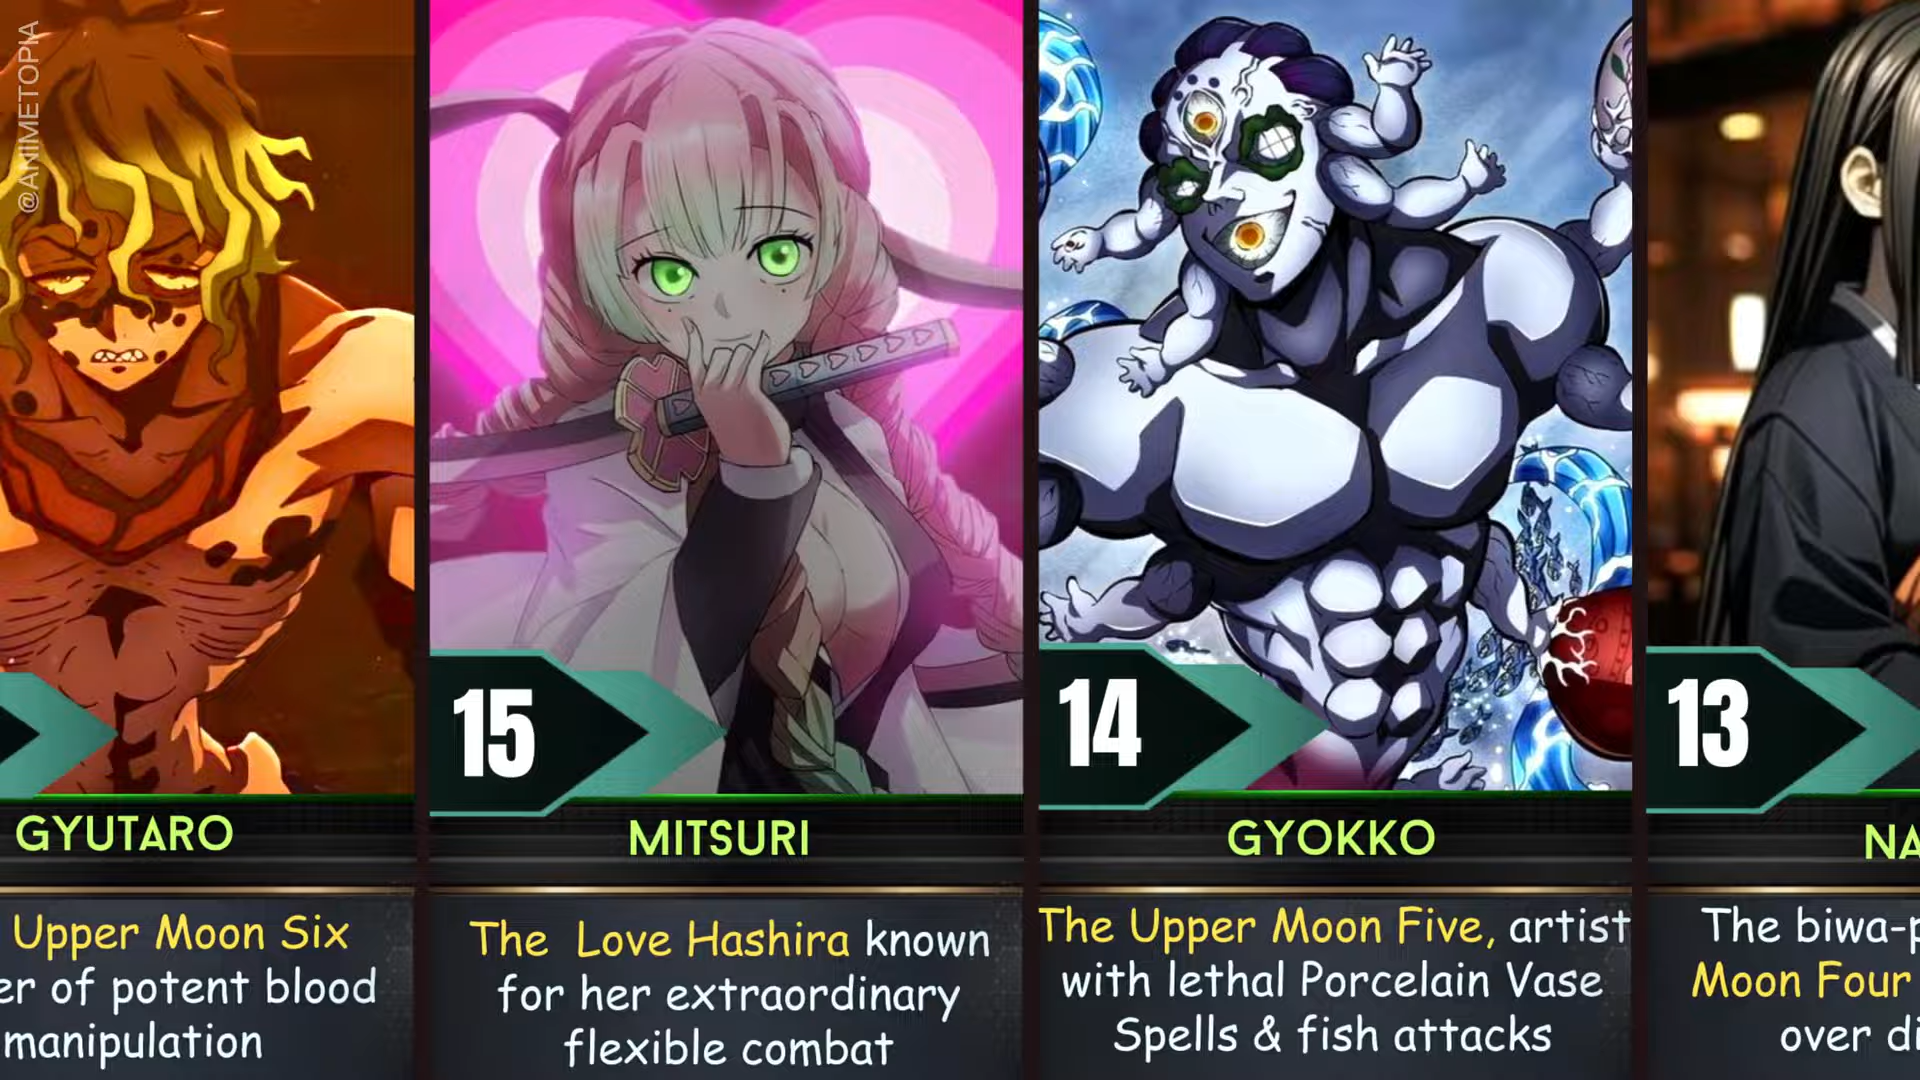 @ANIMETOPIA
GYUTARO
Upper Moon Six
of potent blood
manipulation
15
MITSURI
The Love Hashira known
for her extraordinary
flexible combat
14
GYOKKO
The Upper Moon Five, artist
with lethal Porcelain Vase
Spells & fish attacks
13
The
Moon Four
over